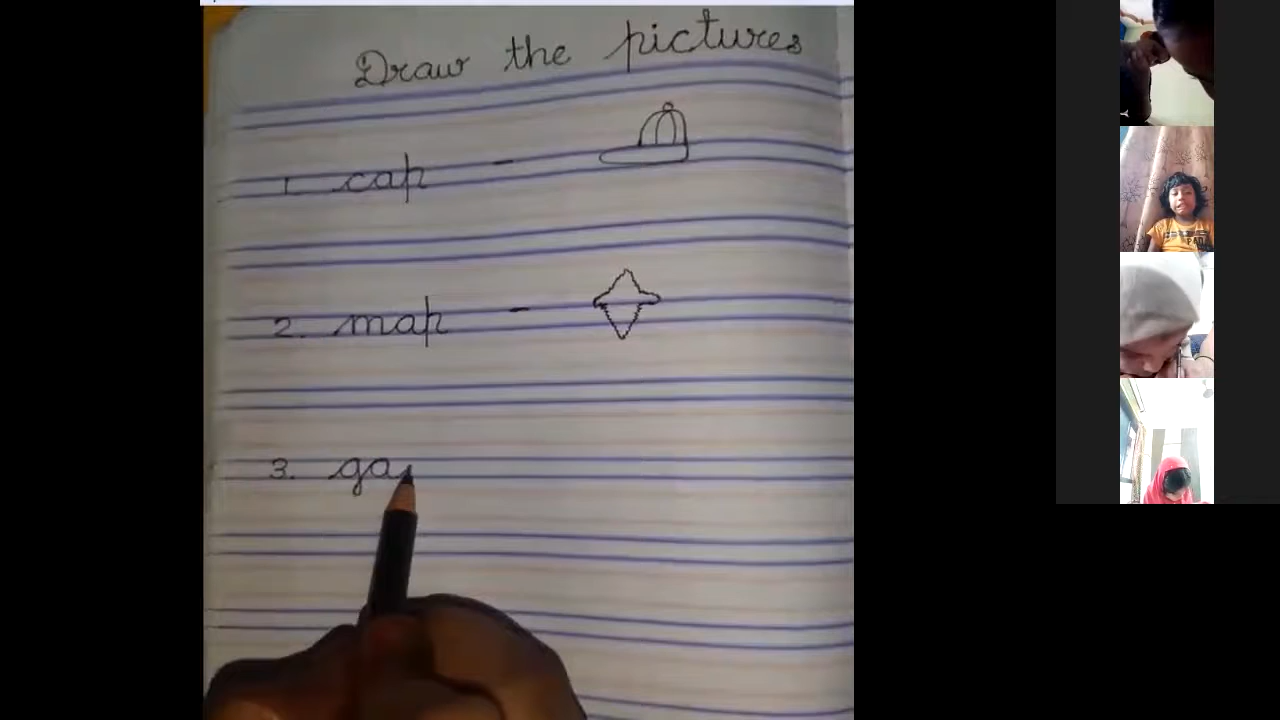 Draw the pictures
1. cap -
2. map -
3. ga